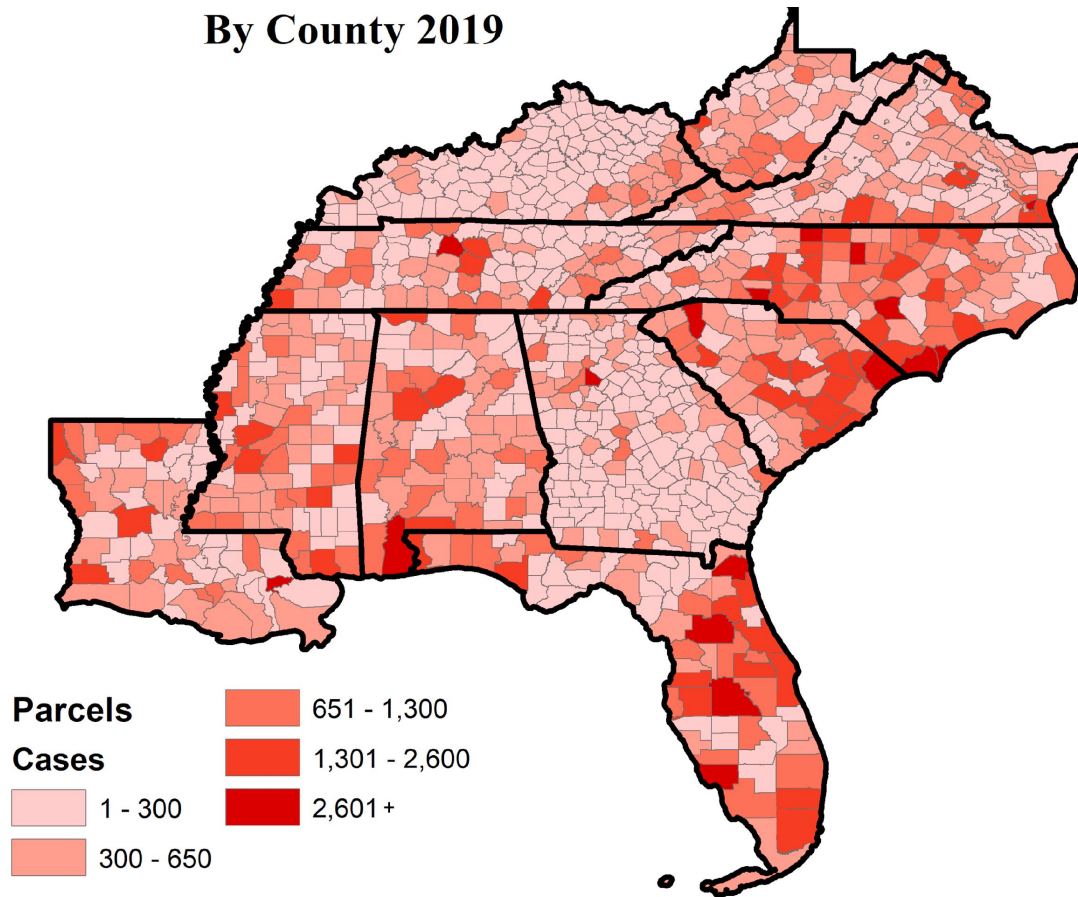 By County 2019
Parcels
Cases
1 - 300
300 - 650
651 - 1,300
1,301 - 2,600
2,601+